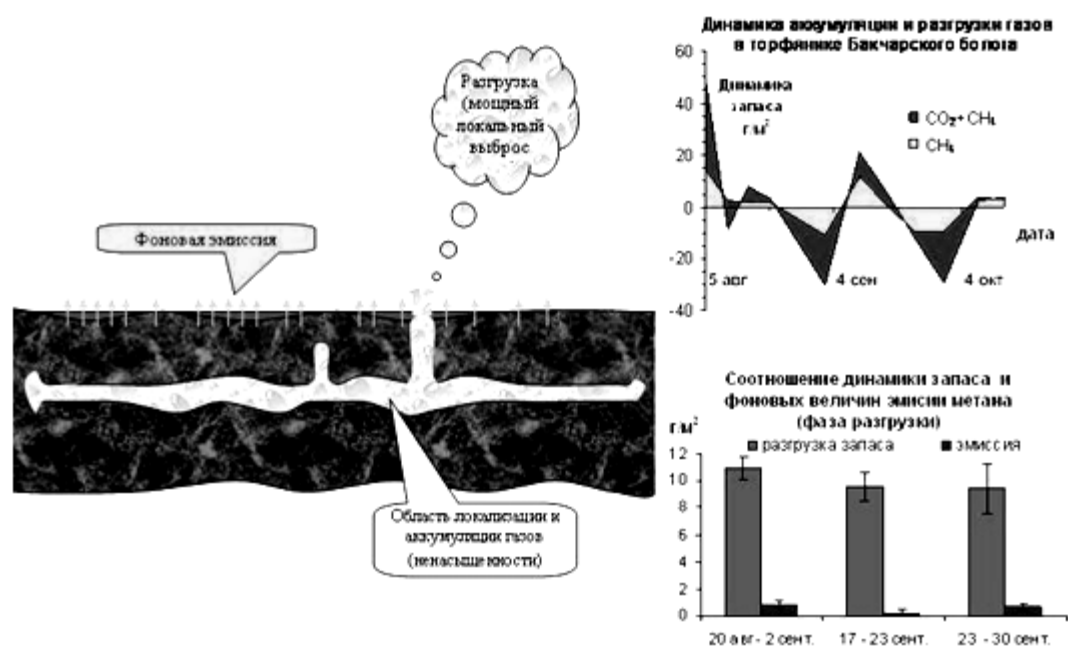 Разгрузка
(мощный
локальный
выброс
Фоновая эмиссия
Область локализации и
аккумуляции газов
(ненасыщенности)
Динамика аккумуляции и разгрузки газов
в торфянике Бакчарского болота
60
40
20
0
-20
-40
Динамика
запаса
г/м²
CO₂+CH₄
CH₄
дата
5 авг
4 сен
4 окт
Соотношение динамики запаса и
фоновых величин эмисии метана
(фаза разгрузки)
г/м²
разгрузка запаса
эмиссия
12
10
8
6
4
2
0
20 авг - 2 сент.
17 - 23 сент.
23 - 30 сент.